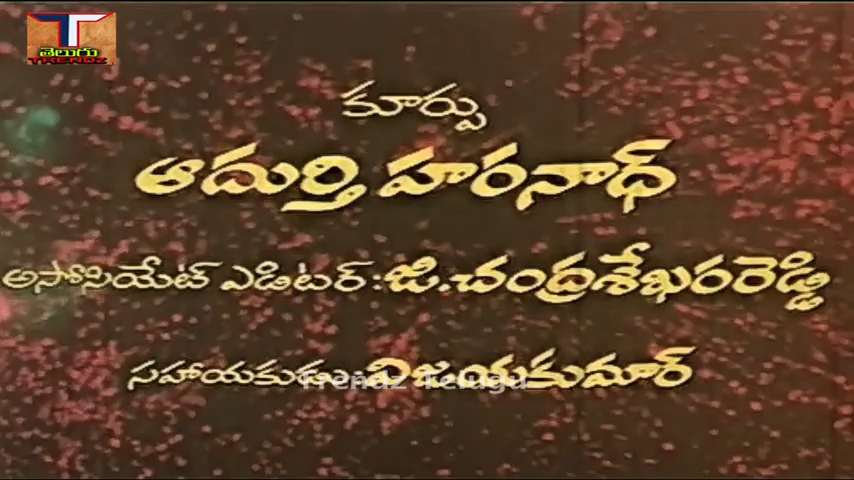 తెలుగు
TRENDZ
కూర్పు
ఆదుర్తి హరనాథ్
అసోసియేట్ ఎడిటర్: జి.చంద్రశేఖరరెడ్డి
సహాయకుడు: విజయకుమార్
Trendz Telugu